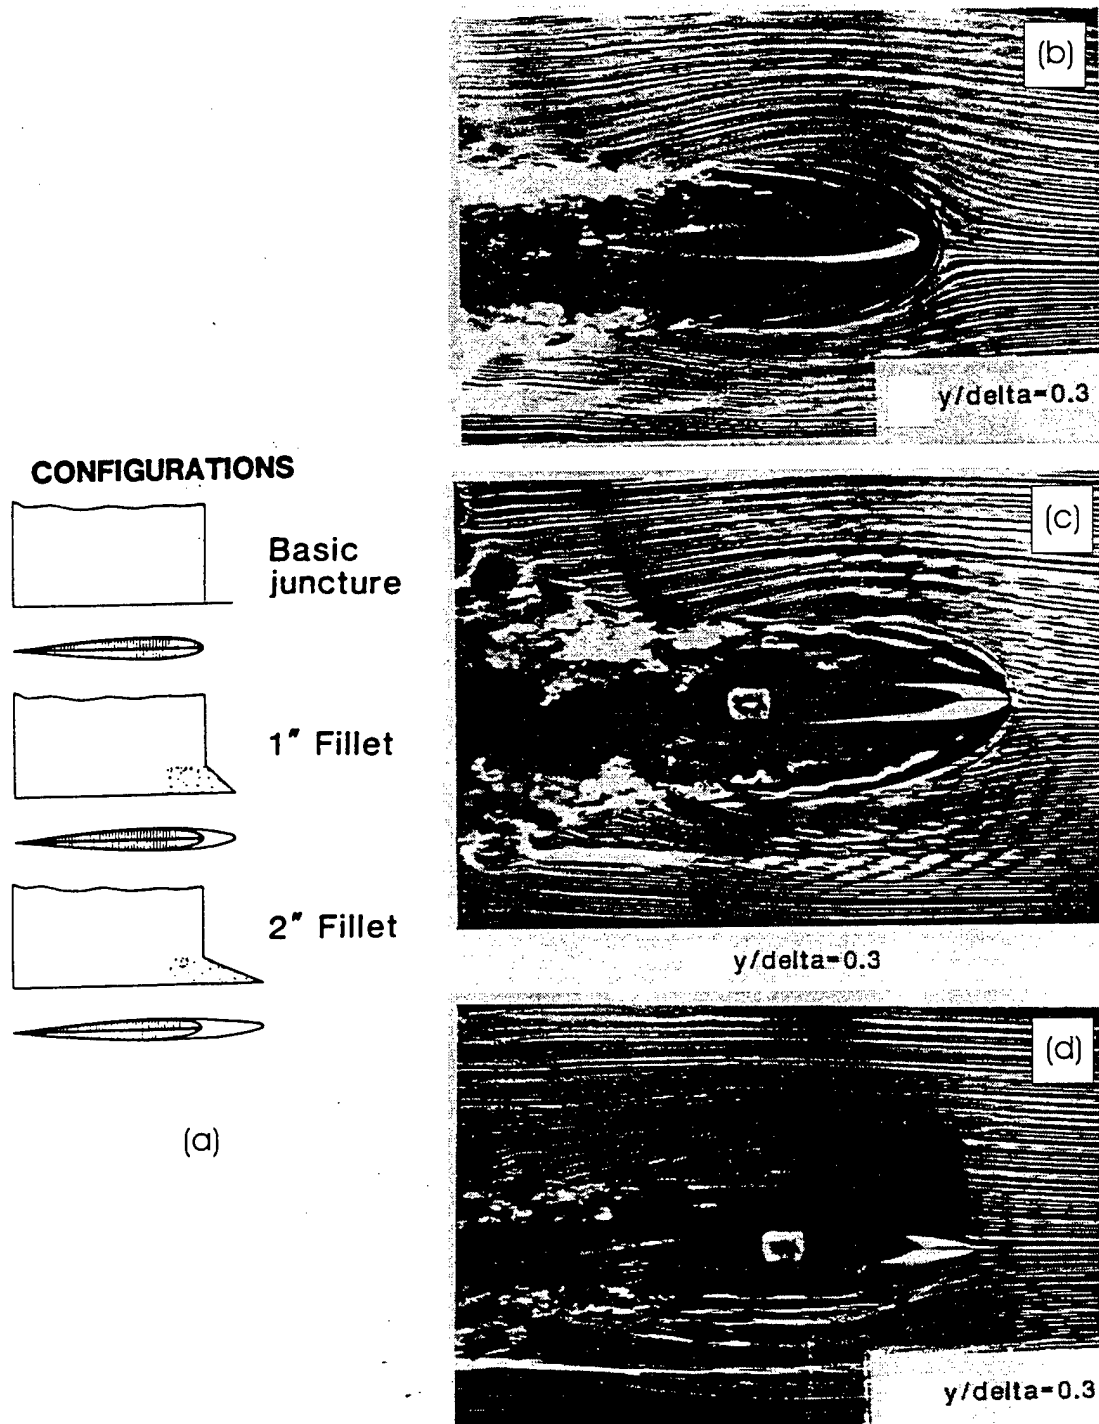 CONFIGURATIONS
Basic
juncture
1" Fillet
2" Fillet
(a)
(b)
y/delta=0.3
(c)
y/delta=0.3
(d)
y/delta=0.3